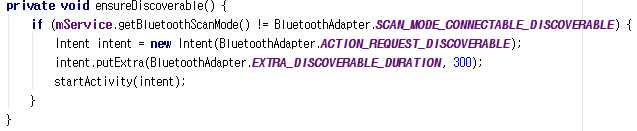 private void ensureDiscoverable() {
if (mService.getBluetoothScanMode() != BluetoothAdapter.SCAN_MODE_CONNECTABLE_DISCOVERABLE) {
Intent intent = new Intent(BluetoothAdapter.ACTION_REQUEST_DISCOVERABLE);
intent.putExtra(BluetoothAdapter.EXTRA_DISCOVERABLE_DURATION, 300);
startActivity(intent);
}
}